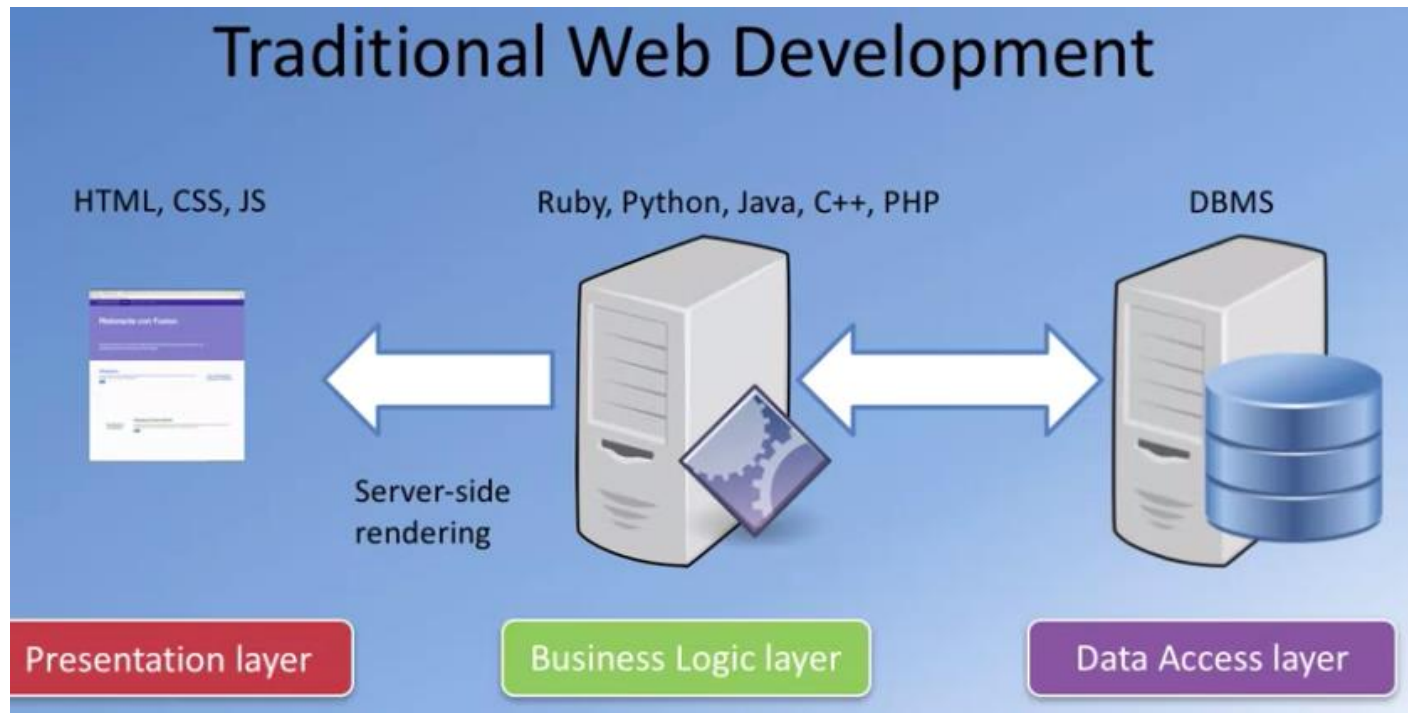 Traditional Web Development
HTML, CSS, JS
Ruby, Python, Java, C++, PHP
DBMS
Server-side
rendering
Presentation layer
Business Logic layer
Data Access layer